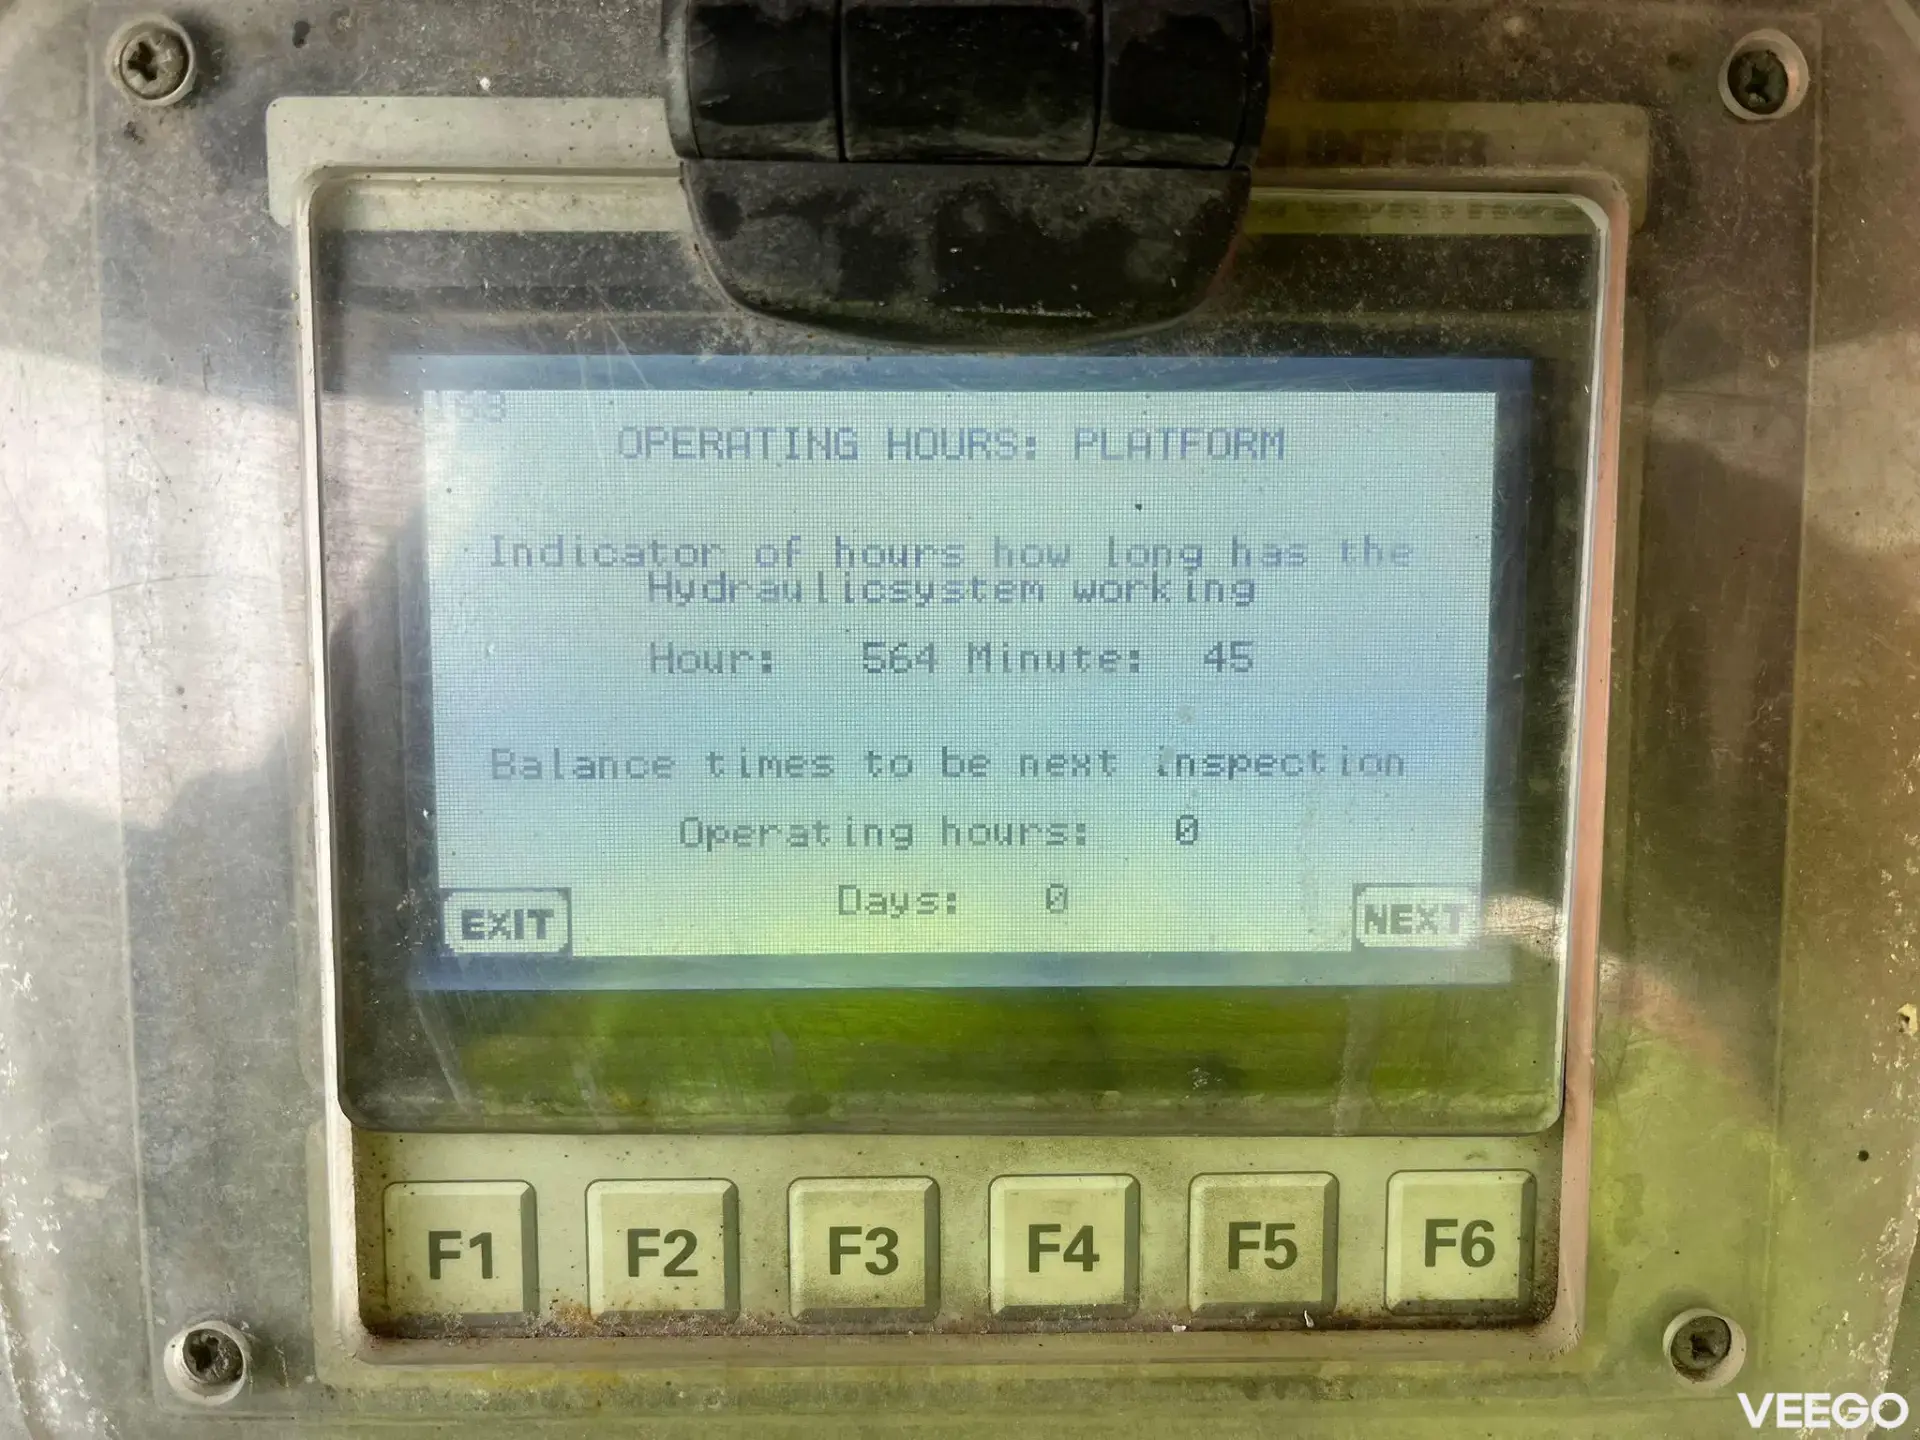 OPERATING HOURS: PLATFORM
Indicator of hours how long has the
Hydraulicsystem working
Hour: 564 Minute: 45
Balance times to be next inspection
Operating hours: 0
Days: 0
EXIT NEXT
F1 F2 F3 F4 F5 F6
VEEGO